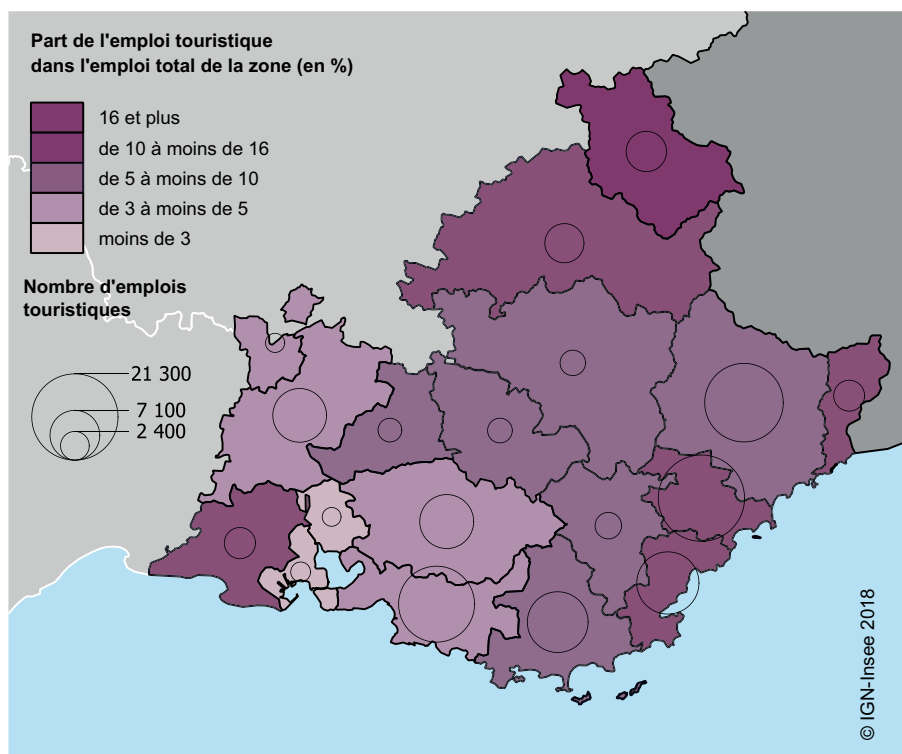 Part de l'emploi touristique
dans l'emploi total de la zone (en %)
16 et plus
de 10 à moins de 16
de 5 à moins de 10
de 3 à moins de 5
moins de 3
Nombre d'emplois
touristiques
21 300
7 100
2 400
© IGN-Insee 2018